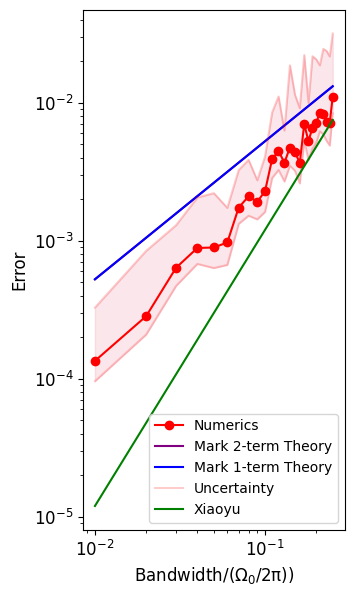 Error
10⁻²
10⁻³
10⁻⁴
10⁻⁵
Numerics
Mark 2-term Theory
Mark 1-term Theory
Uncertainty
Xiaoyu
10⁻²
10⁻¹
Bandwidth/(Ω₀/2π))